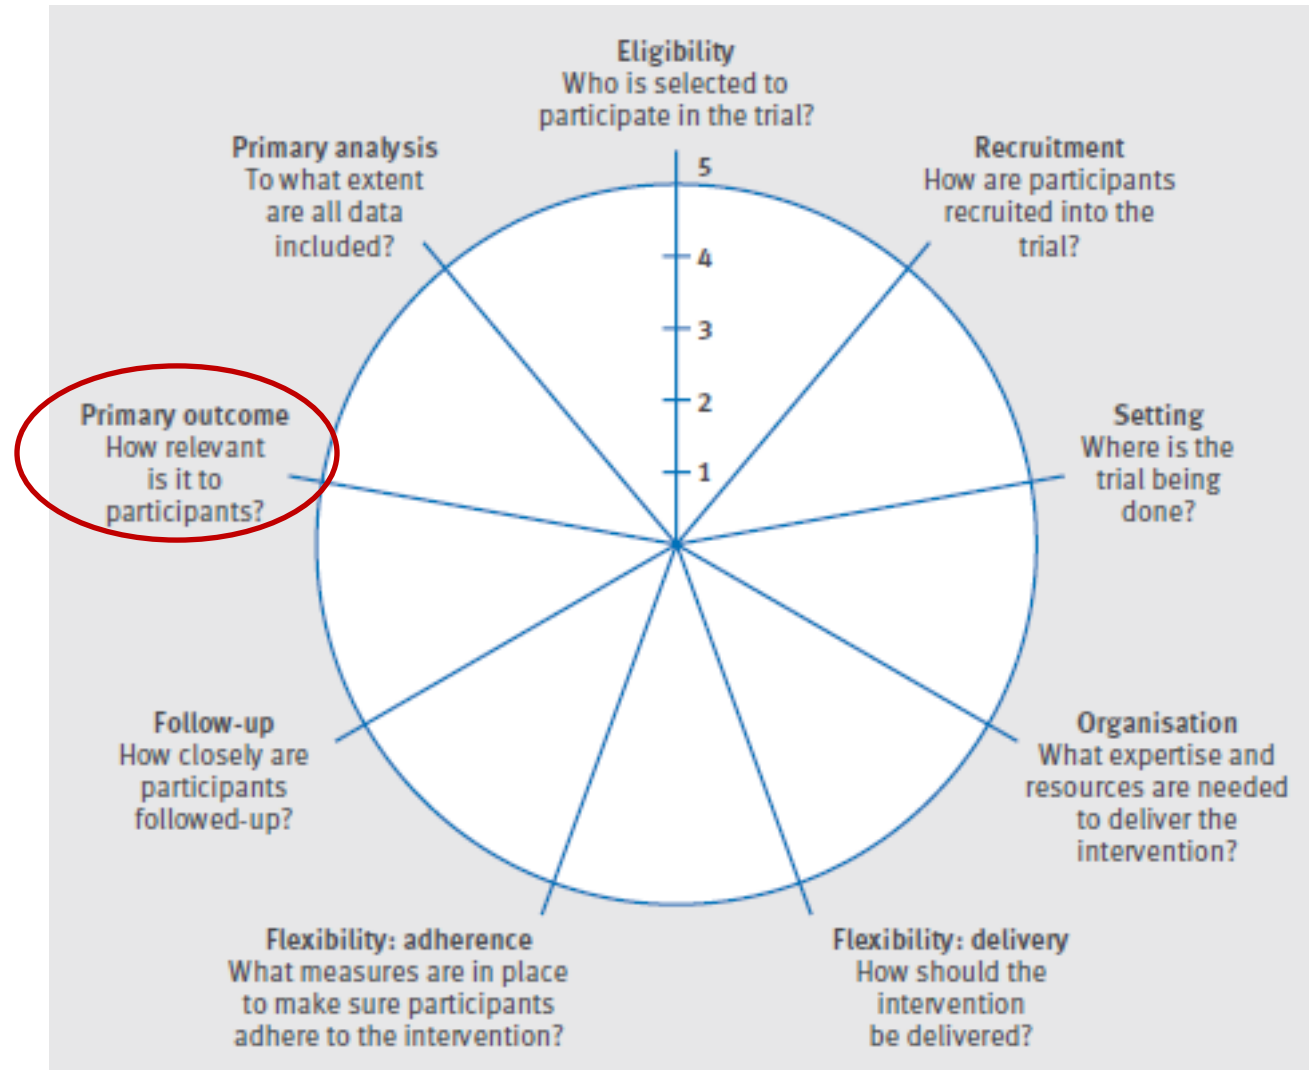 Eligibility
Who is selected to
participate in the trial?
Recruitment
How are participants
recruited into the
trial?
Setting
Where is the
trial being
done?
Organisation
What expertise and
resources are needed
to deliver the
intervention?
Flexibility: delivery
How should the
intervention
be delivered?
Flexibility: adherence
What measures are in place
to make sure participants
adhere to the intervention?
Follow-up
How closely are
participants
followed-up?
Primary outcome
How relevant
is it to
participants?
Primary analysis
To what extent
are all data
included?
5
4
3
2
1